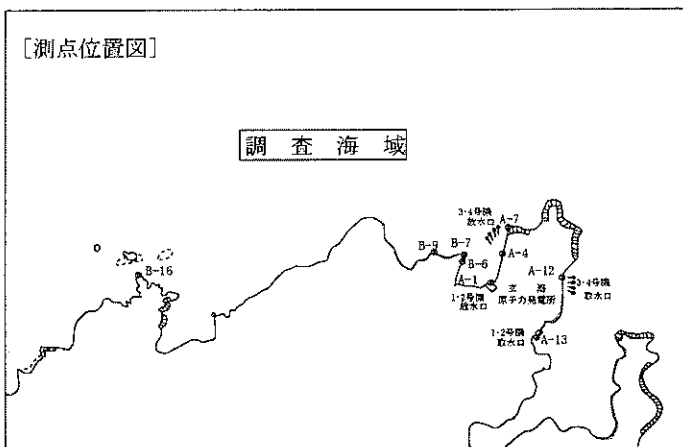 ［測点位置図］
調査海域
3·4号機
放水口
A-7
B-9
B-7
B-6
A-4
A-1
A-12
B-16
玄海
原子力発電所
1·2号機
放水口
3·4号機
取水口
1·2号機
取水口
A-13